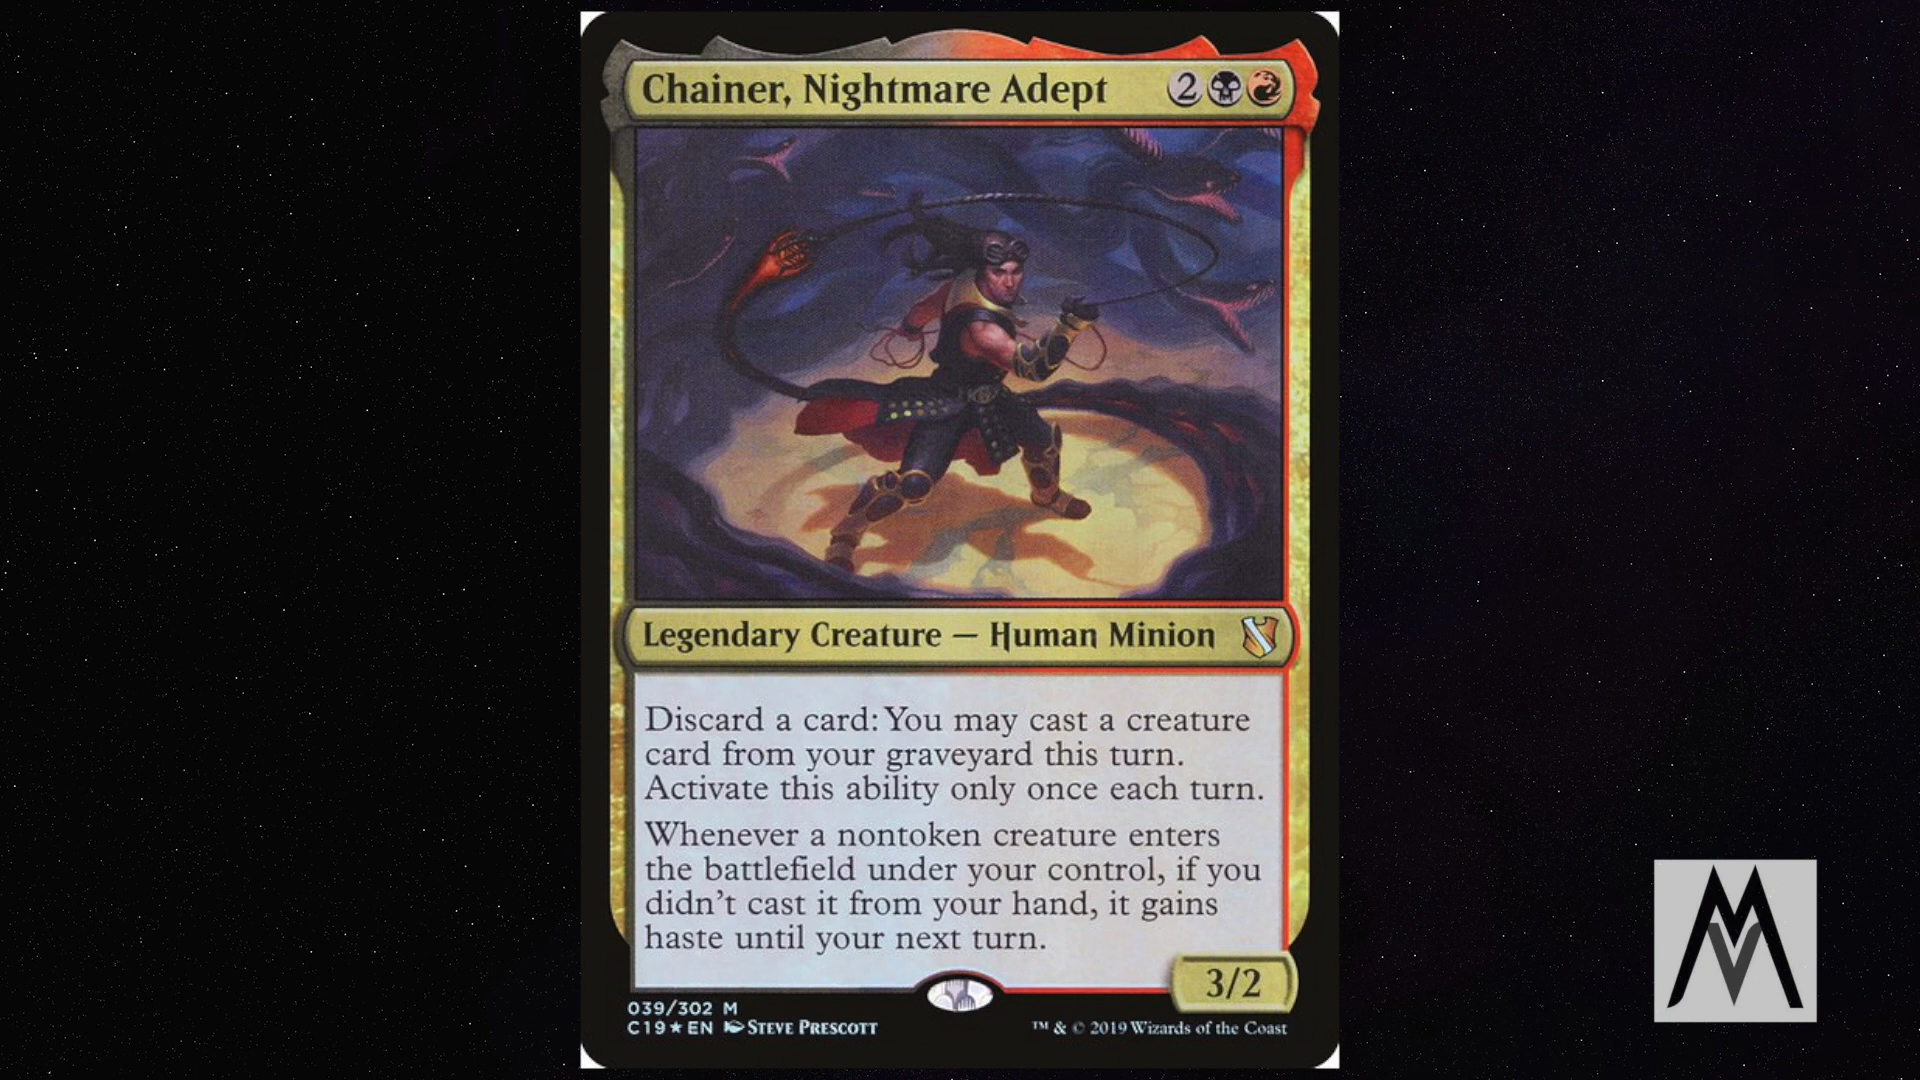 Chainer, Nightmare Adept 2
Legendary Creature — Human Minion
Discard a card: You may cast a creature
card from your graveyard this turn.
Activate this ability only once each turn.
Whenever a nontoken creature enters
the battlefield under your control, if you
didn't cast it from your hand, it gains
haste until your next turn.
3/2
039/302 M
C19★EN Steve Prescott
™ & © 2019 Wizards of the Coast
MV